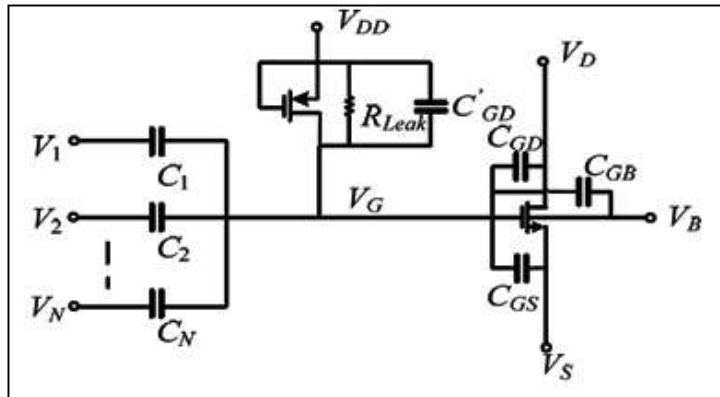 V_DD
V_D
R_Leak
C'_GD
C_GD
C_GB
V_1
C_1
V_G
V_2
C_2
V_B
V_N
C_N
C_GS
V_S